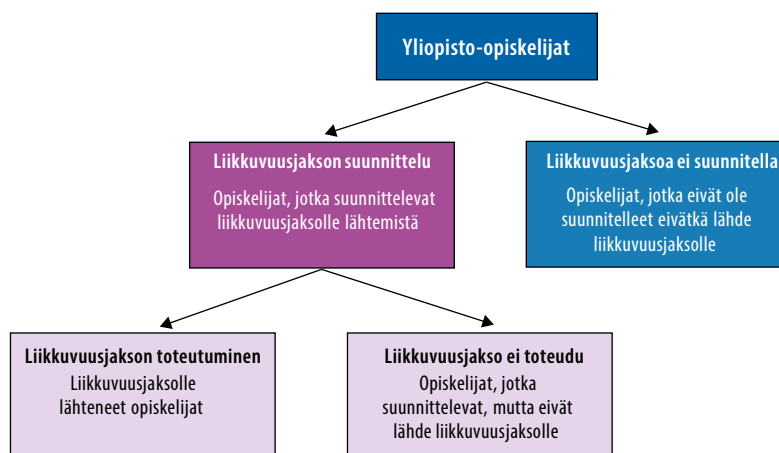 Yliopisto-opiskelijat
Liikkuvuusjakson suunnittelu
Opiskelijat, jotka suunnittelevat
liikkuvuusjaksolle lähtemistä
Liikkuvuusjaksoa ei suunnitella
Opiskelijat, jotka eivät ole
suunnitelleet eivätkä lähde
liikkuvuusjaksolle
Liikkuvuusjakson toteutuminen
Liikkuvuusjaksolle
lähteneet opiskelijat
Liikkuvuusjakso ei toteudu
Opiskelijat, jotka
suunnittelevat, mutta eivät
lähde liikkuvuusjaksolle